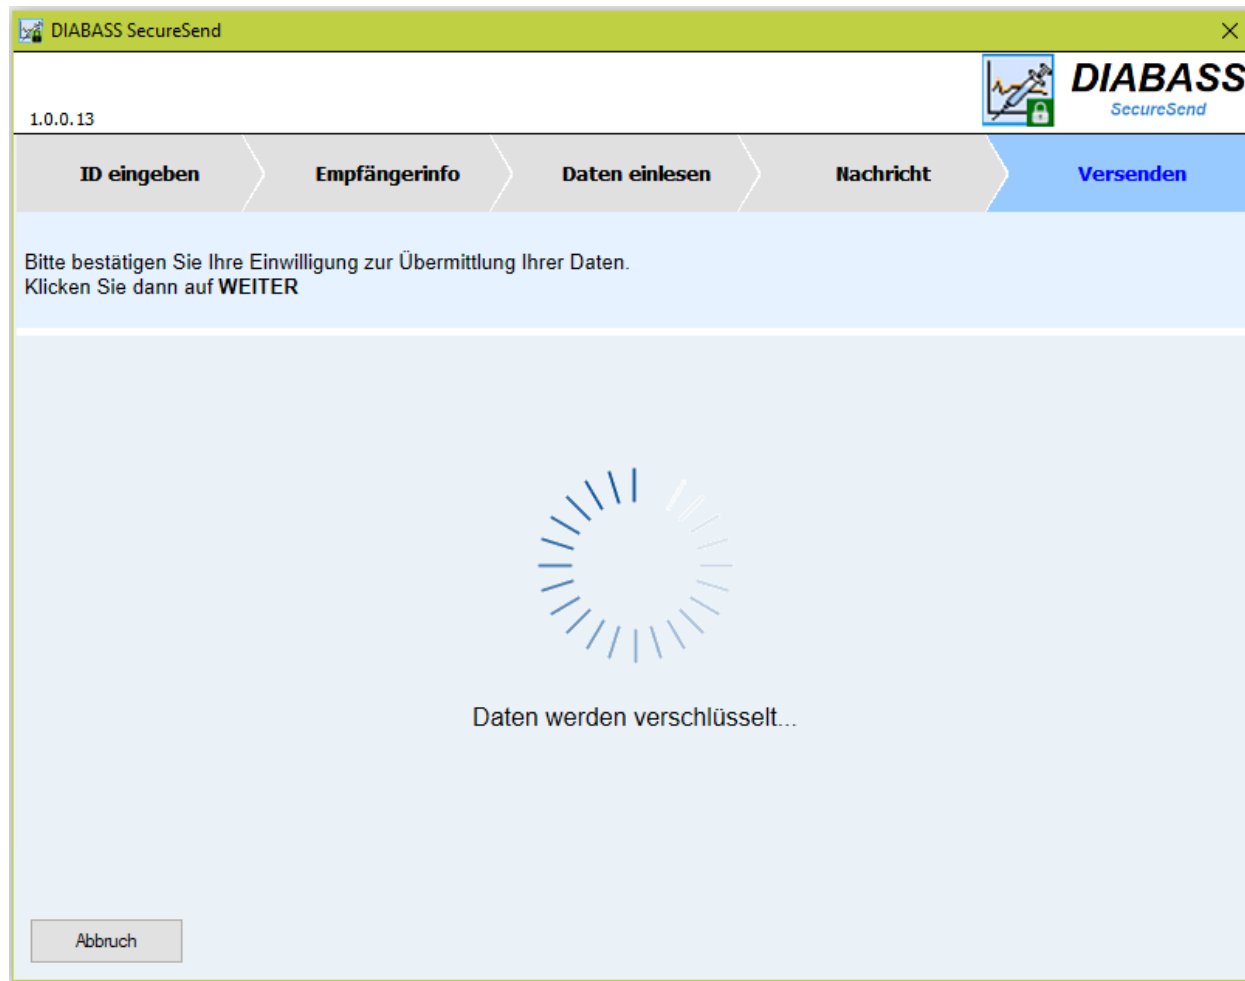 DIABASS SecureSend
DIABASS
SecureSend
1.0.0.13
ID eingeben
Empfängerinfo
Daten einlesen
Nachricht
Versenden
Bitte bestätigen Sie Ihre Einwilligung zur Übermittlung Ihrer Daten.
Klicken Sie dann auf WEITER
Daten werden verschlüsselt...
Abbruch